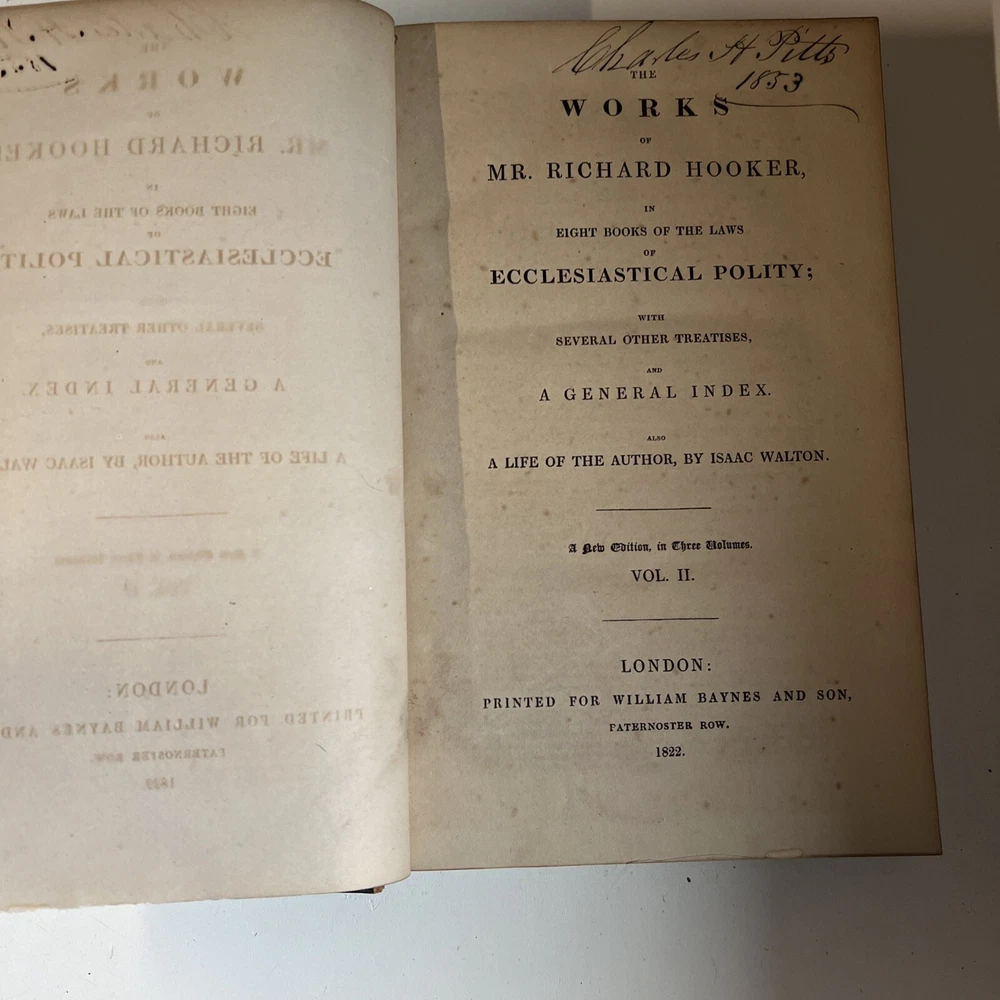 Charles H Pitts
1853
THE
WORKS
OF
MR. RICHARD HOOKER,
IN
EIGHT BOOKS OF THE LAWS
OF
ECCLESIASTICAL POLITY;
WITH
SEVERAL OTHER TREATISES,
AND
A GENERAL INDEX.
ALSO
A LIFE OF THE AUTHOR, BY ISAAC WALTON.
A New Edition, in Three Volumes.
VOL. II.
LONDON:
PRINTED FOR WILLIAM BAYNES AND SON,
PATERNOSTER ROW.
1822.